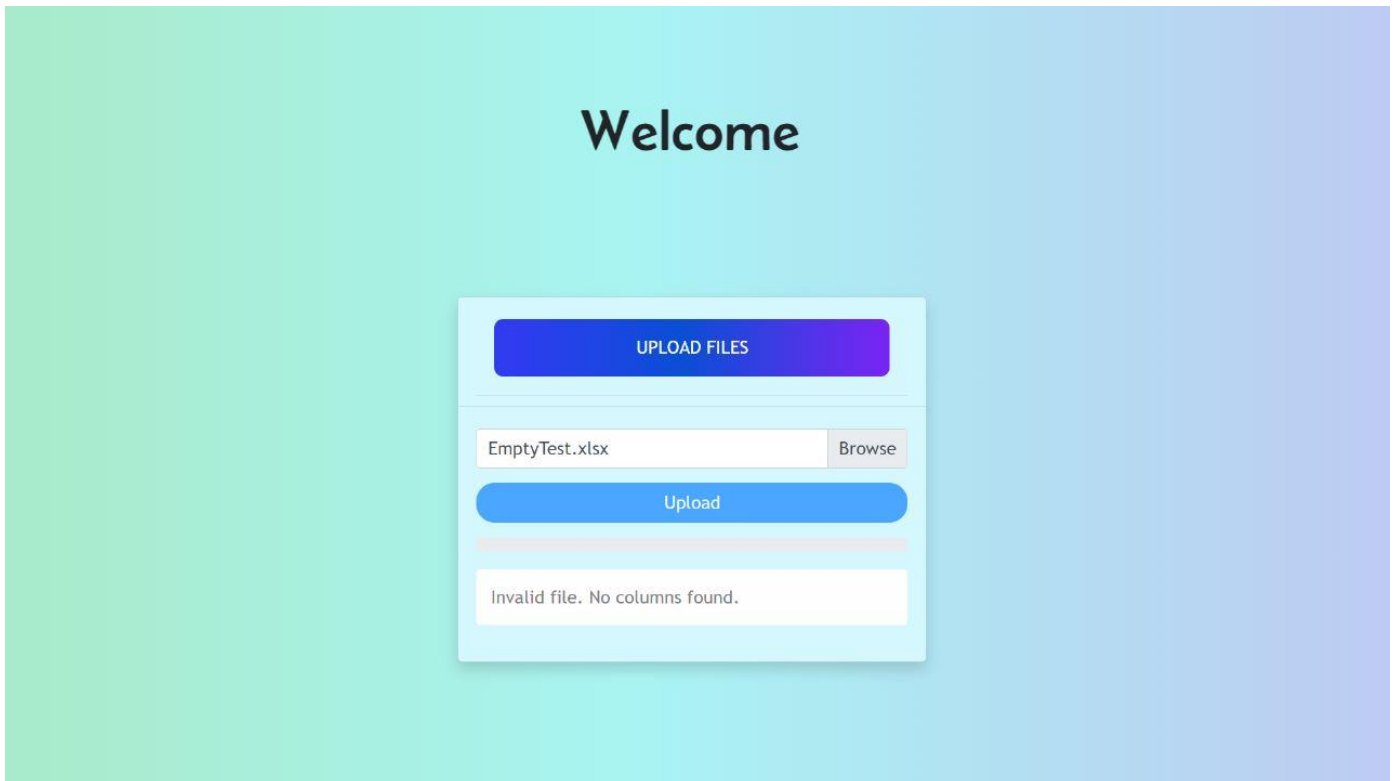 Welcome
UPLOAD FILES
EmptyTest.xlsx Browse
Upload
Invalid file. No columns found.